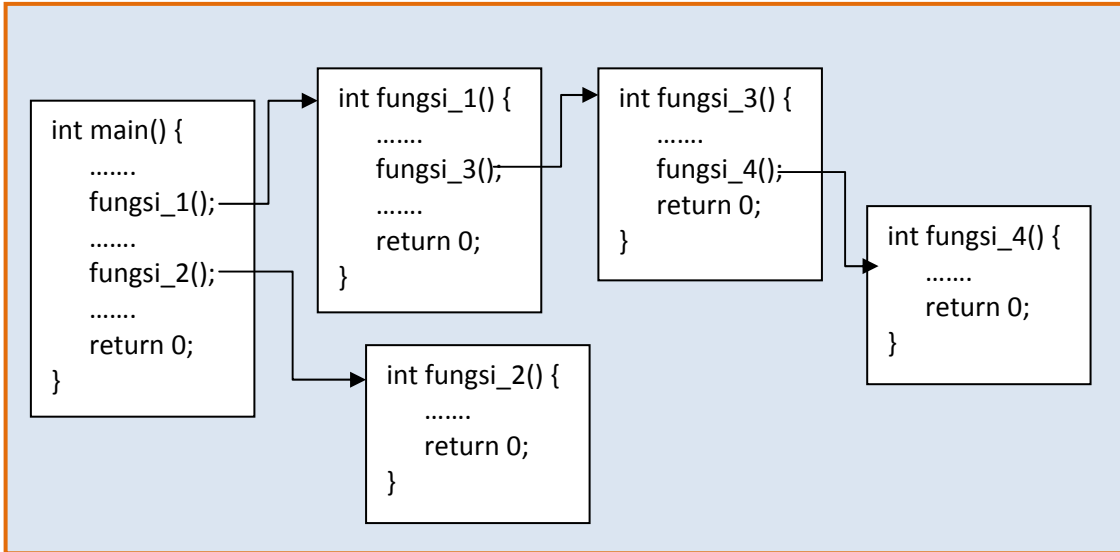 int main() {
…….
fungsi_1();
…….
fungsi_2();
…….
return 0;
}
int fungsi_1() {
…….
fungsi_3();
…….
return 0;
}
int fungsi_3() {
…….
fungsi_4();
return 0;
}
int fungsi_4() {
…….
return 0;
}
int fungsi_2() {
…….
return 0;
}